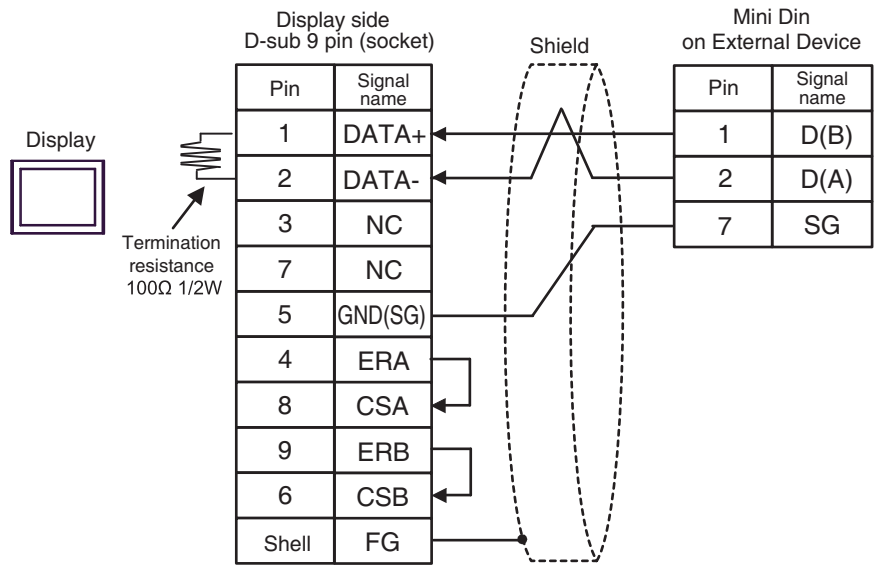 Display side
D-sub 9 pin (socket)
Shield
Mini Din
on External Device
Display
Termination
resistance
100Ω 1/2W
Pin Signal name
1 DATA+
2 DATA-
3 NC
7 NC
5 GND(SG)
4 ERA
8 CSA
9 ERB
6 CSB
Shell FG
Pin Signal name
1 D(B)
2 D(A)
7 SG